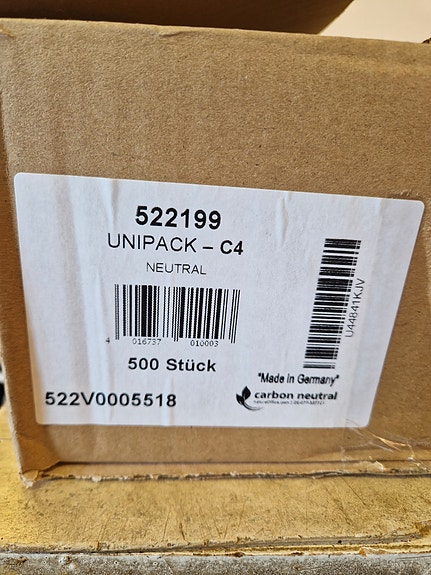 522199
UNIPACK – C4
NEUTRAL
4 016737 010003
500 Stück
U44841KJV
"Made in Germany"
carbon neutral
522V0005518